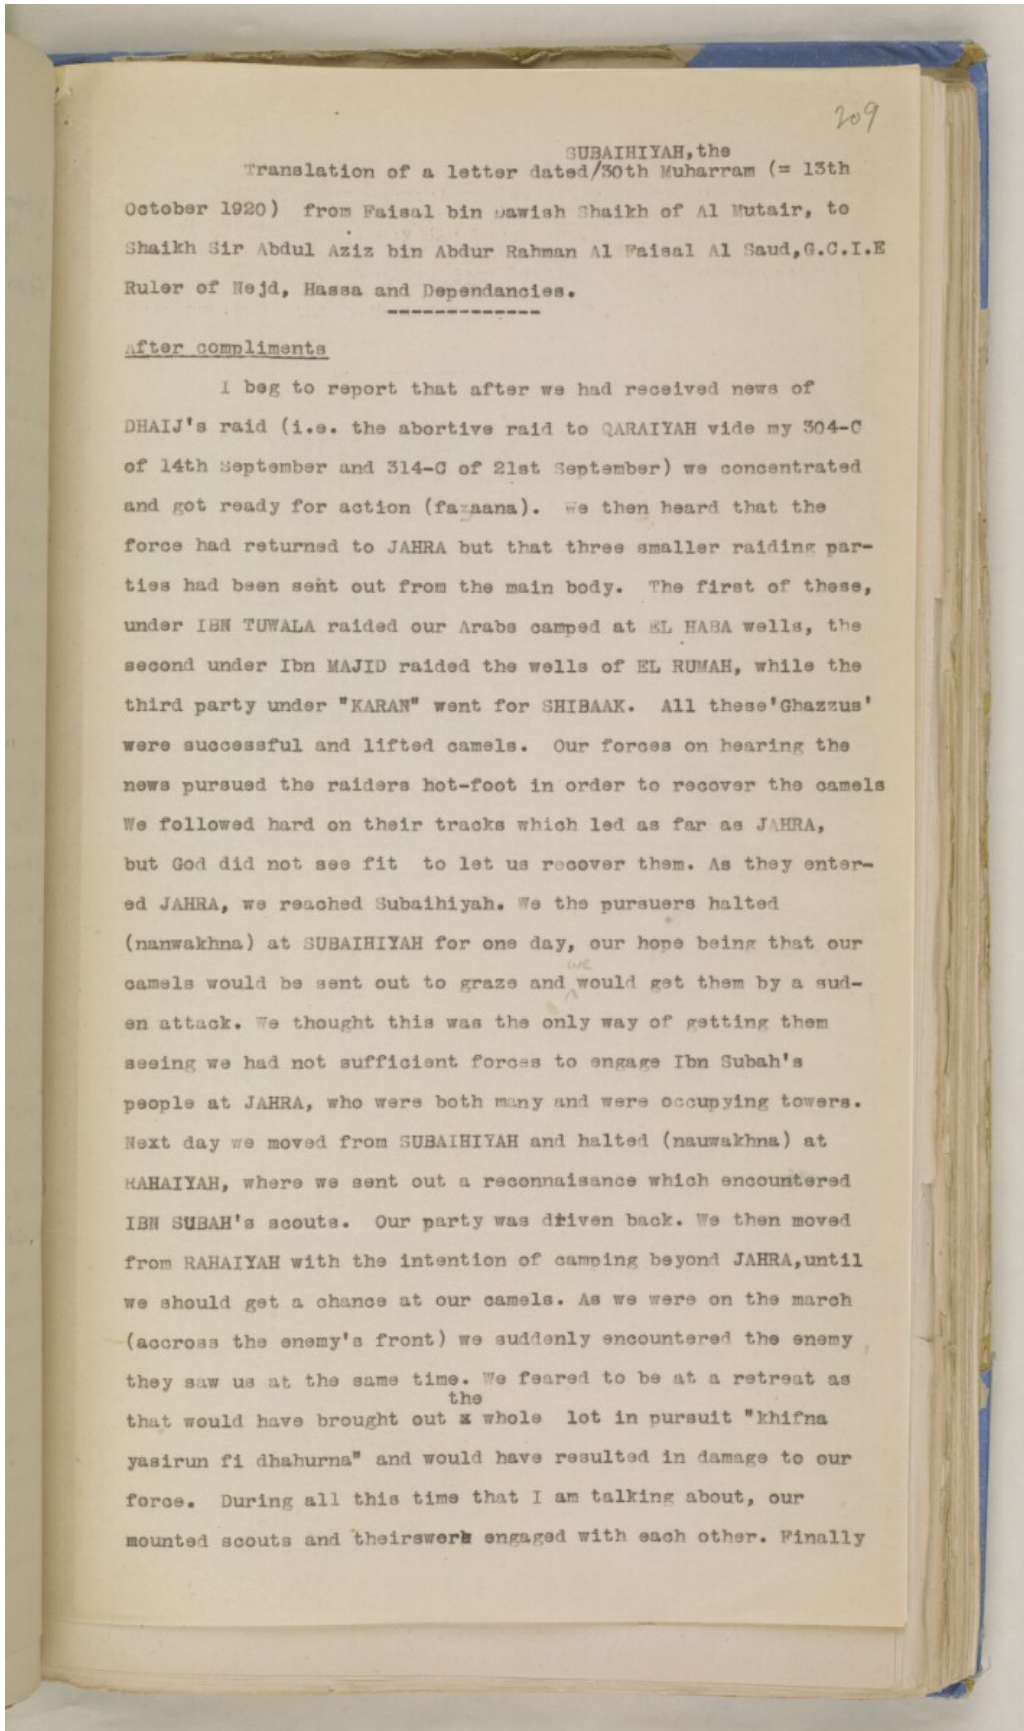 209
SUBAIHIYAH, the
Translation of a letter dated/30th Muharram (= 13th
October 1920) from Faisal bin Dawish Shaikh of Al Mutair, to
Shaikh Sir Abdul Aziz bin Abdur Rahman Al Faisal Al Saud,G.C.I.E
Ruler of Nejd, Hassa and Dependancies.
-------------
After compliments
I beg to report that after we had received news of
DHAIJ's raid (i.e. the abortive raid to QARAIYAH vide my 304-C
of 14th September and 314-C of 21st September) we concentrated
and got ready for action (fazaana). We then heard that the
force had returned to JAHRA but that three smaller raiding par-
ties had been sent out from the main body. The first of these,
under IBN TUWALA raided our Arabs camped at EL HABA wells, the
second under Ibn MAJID raided the wells of EL RUMAH, while the
third party under "KARAN" went for SHIBAAK. All these'Ghazzus'
were successful and lifted camels. Our forces on hearing the
news pursued the raiders hot-foot in order to recover the camels
We followed hard on their tracks which led as far as JAHRA,
but God did not see fit to let us recover them. As they enter-
ed JAHRA, we reached Subaihiyah. We the pursuers halted
(nanwakhna) at SUBAIHIYAH for one day, our hope being that our
we
camels would be sent out to graze and would get them by a sud-
en attack. We thought this was the only way of getting them
seeing we had not sufficient forces to engage Ibn Subah's
people at JAHRA, who were both many and were occupying towers.
Next day we moved from SUBAIHIYAH and halted (nauwakhna) at
RAHAIYAH, where we sent out a reconnaisance which encountered
IBN SUBAH's scouts. Our party was driven back. We then moved
from RAHAIYAH with the intention of camping beyond JAHRA,until
we should get a chance at our camels. As we were on the march
(accross the enemy's front) we suddenly encountered the enemy
they saw us at the same time. We feared to be at a retreat as
the
that would have brought out x whole lot in pursuit "khifna
yasirun fi dhahurna" and would have resulted in damage to our
force. During all this time that I am talking about, our
mounted scouts and theirswere engaged with each other. Finally